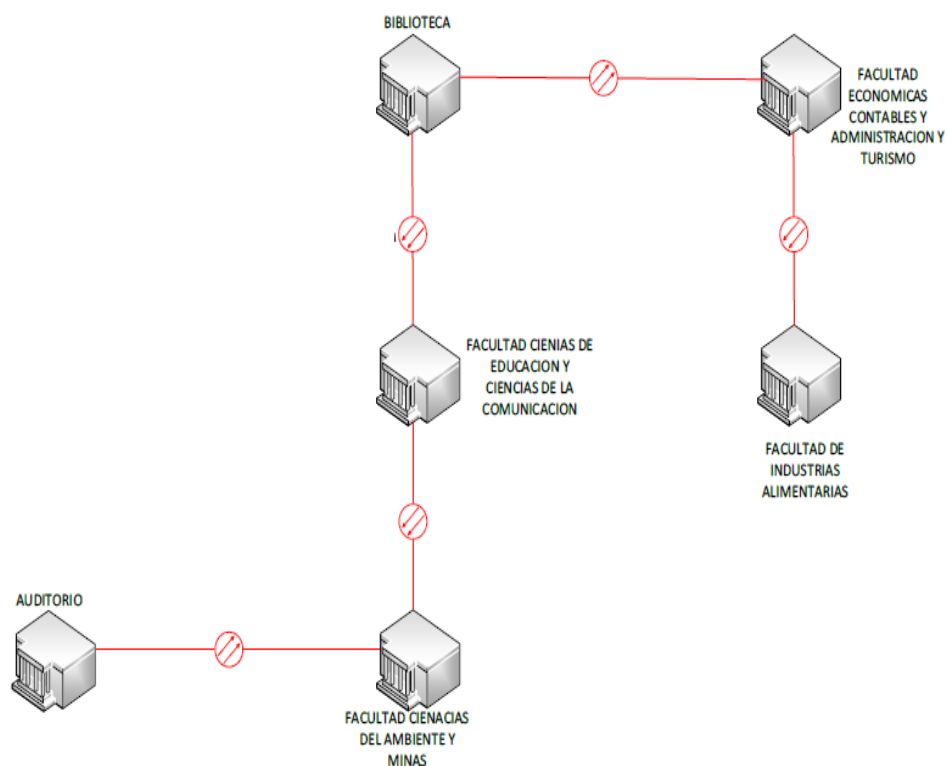 BIBLIOTECA
FACULTAD
ECONOMICAS
CONTABLES Y
ADMINISTRACION Y
TURISMO
i
FACULTAD CIENIAS DE
EDUCACION Y
CIENCIAS DE LA
COMUNICACION
FACULTAD DE
INDUSTRIAS
ALIMENTARIAS
AUDITORIO
FACULTAD CIENACIAS
DEL AMBIENTE Y
MINAS